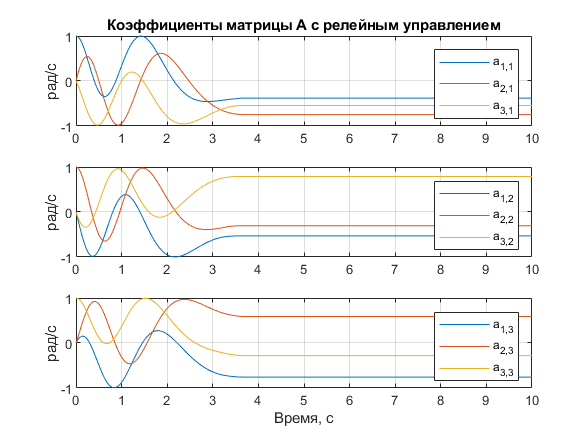 Коэффициенты матрицы А с релейным управлением
1
0
-1
рад/с
0 1 2 3 4 5 6 7 8 9 10
a1,1
a2,1
a3,1
1
0
-1
рад/с
0 1 2 3 4 5 6 7 8 9 10
a1,2
a2,2
a3,2
1
0
-1
рад/с
0 1 2 3 4 5 6 7 8 9 10
a1,3
a2,3
a3,3
Время, с